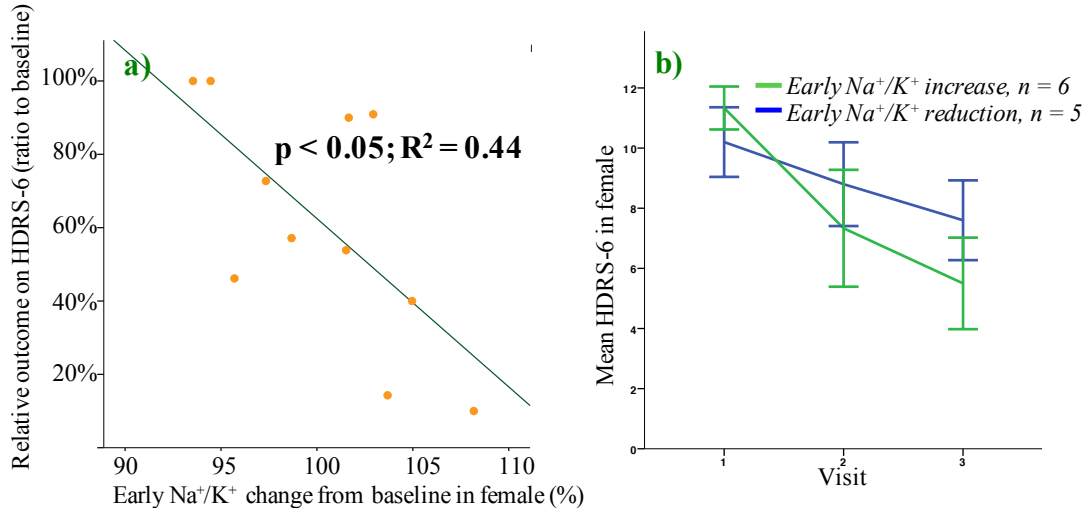 a)
Relative outcome on HDRS-6 (ratio to baseline)
100%
80%
60%
40%
20%
p < 0.05; R² = 0.44
90 95 100 105 110
Early Na⁺/K⁺ change from baseline in female (%)
b)
Early Na⁺/K⁺ increase, n = 6
Early Na⁺/K⁺ reduction, n = 5
Mean HDRS-6 in female
12
10
8
6
4
2
0
1 2 3
Visit